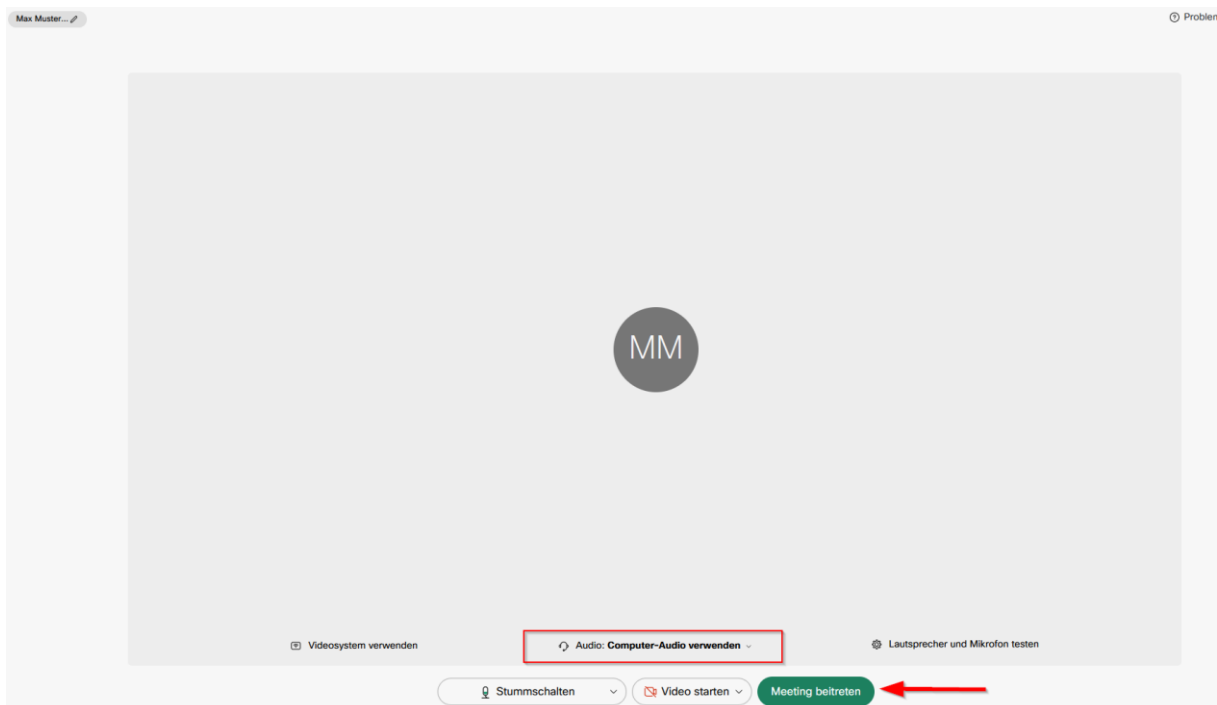 Max Muster...
Problem
MM
Videosystem verwenden
Audio: Computer-Audio verwenden
Lautsprecher und Mikrofon testen
Stummschalten
Video starten
Meeting beitreten